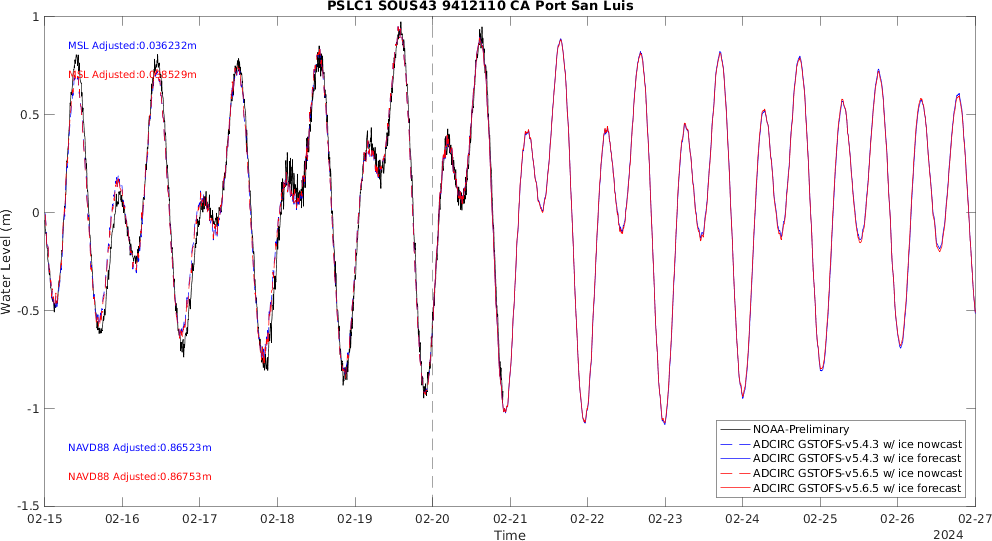 PSLC1 SOUS43 9412110 CA Port San Luis
MSL Adjusted:0.036232m
MSL Adjusted:0.038529m
NAVD88 Adjusted:0.86523m
NAVD88 Adjusted:0.86753m
Water Level (m)
1
0.5
0
-0.5
-1
-1.5
NOAA-Preliminary
ADCIRC GSTOFS-v5.4.3 w/ ice nowcast
ADCIRC GSTOFS-v5.4.3 w/ ice forecast
ADCIRC GSTOFS-v5.6.5 w/ ice nowcast
ADCIRC GSTOFS-v5.6.5 w/ ice forecast
02-15 02-16 02-17 02-18 02-19 02-20 02-21 02-22 02-23 02-24 02-25 02-26 02-27
Time
2024